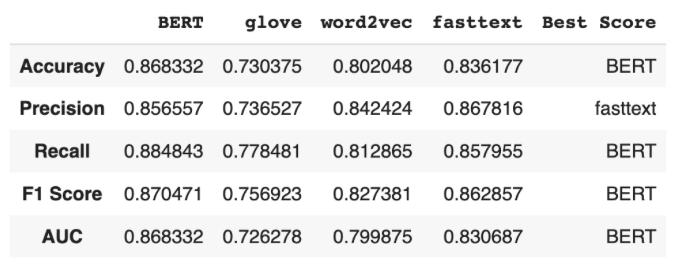 BERT glove word2vec fasttext Best Score
Accuracy 0.868332 0.730375 0.802048 0.836177 BERT
Precision 0.856557 0.736527 0.842424 0.867816 fasttext
Recall 0.884843 0.778481 0.812865 0.857955 BERT
F1 Score 0.870471 0.756923 0.827381 0.862857 BERT
AUC 0.868332 0.726278 0.799875 0.830687 BERT